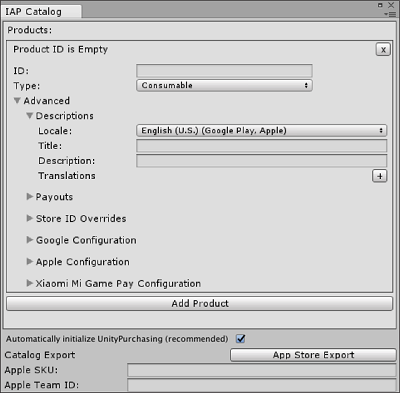 IAP Catalog
Products:
Product ID is Empty
x
ID:
Type: Consumable
Advanced
Descriptions
Locale: English (U.S.) (Google Play, Apple)
Title:
Description:
Translations +
Payouts
Store ID Overrides
Google Configuration
Apple Configuration
Xiaomi Mi Game Pay Configuration
Add Product
Automatically initialize UnityPurchasing (recommended)
Catalog Export App Store Export
Apple SKU:
Apple Team ID: